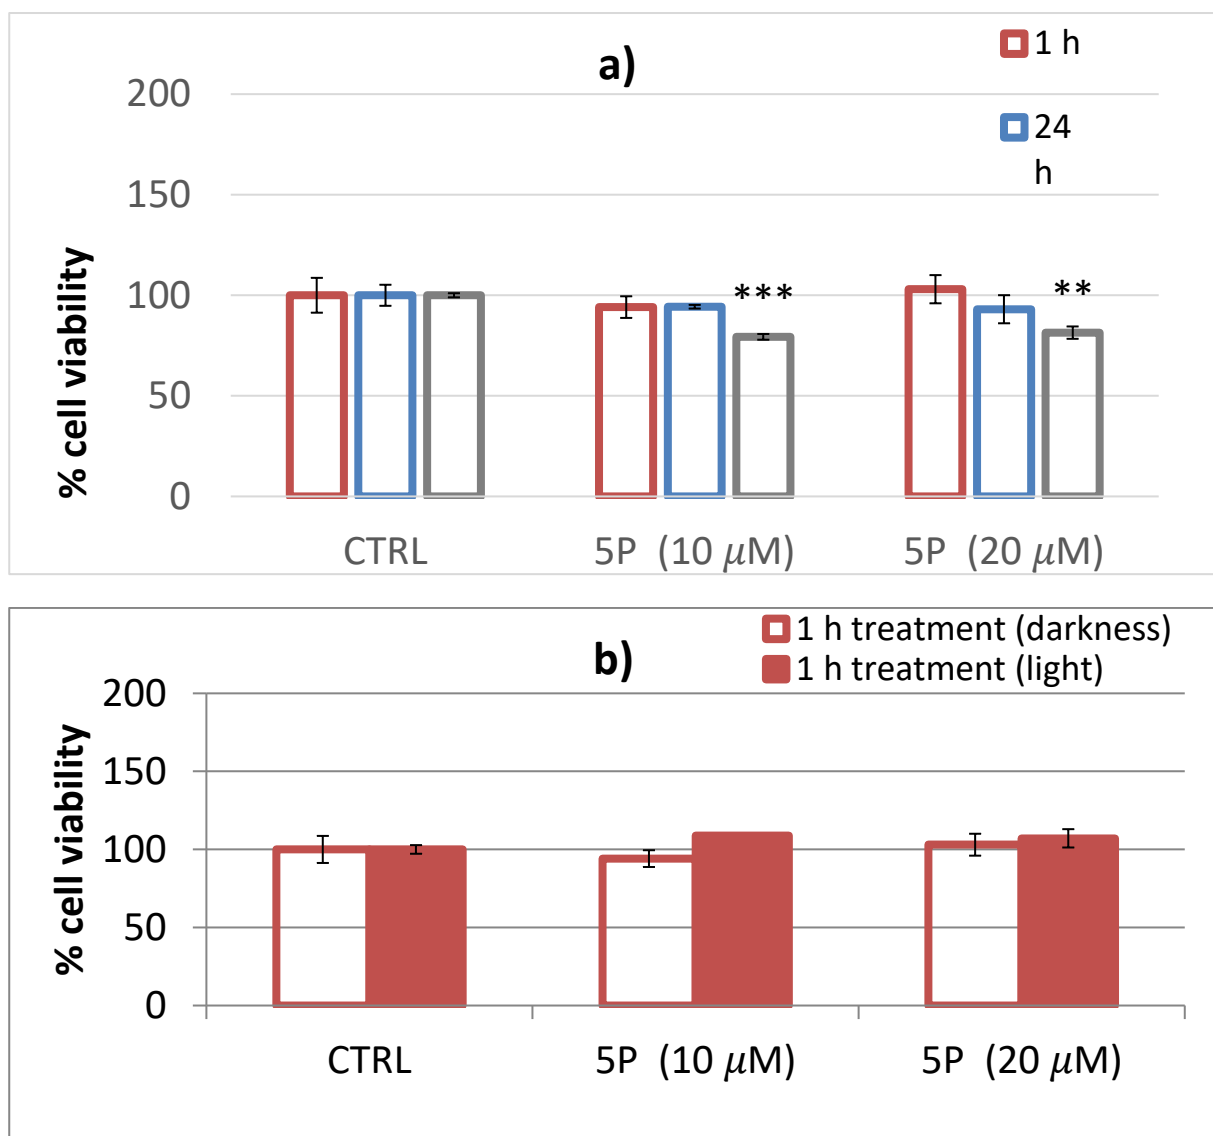 a)
1 h
24
h
200
150
100
50
0
% cell viability
***
**
CTRL
5P (10 μM)
5P (20 μM)
b)
1 h treatment (darkness)
1 h treatment (light)
200
150
100
50
0
% cell viability
CTRL
5P (10 μM)
5P (20 μM)